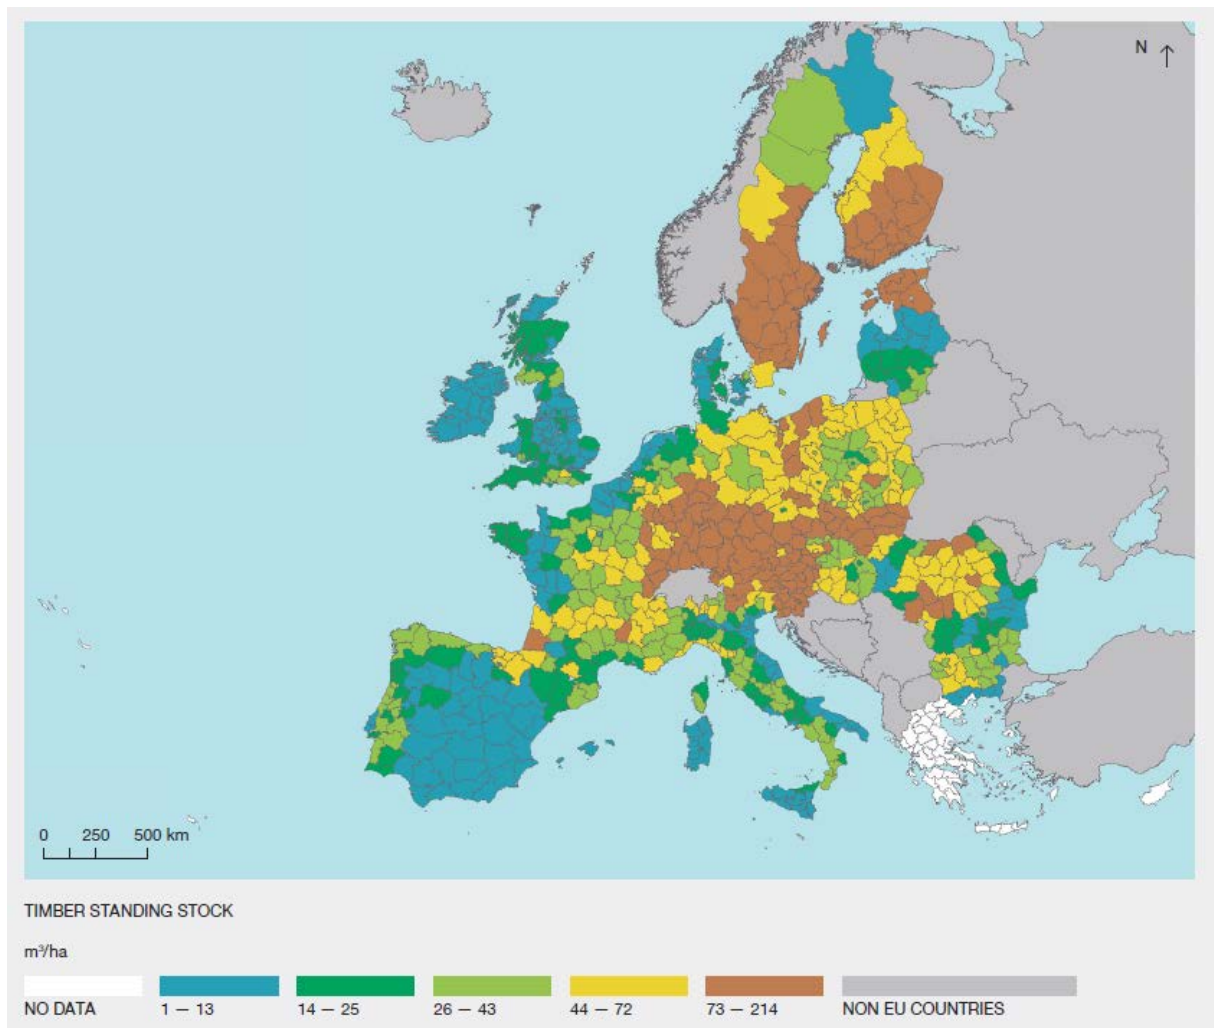 N
0 250 500 km
TIMBER STANDING STOCK
m³/ha
NO DATA 1 — 13 14 — 25 26 — 43 44 — 72 73 — 214 NON EU COUNTRIES